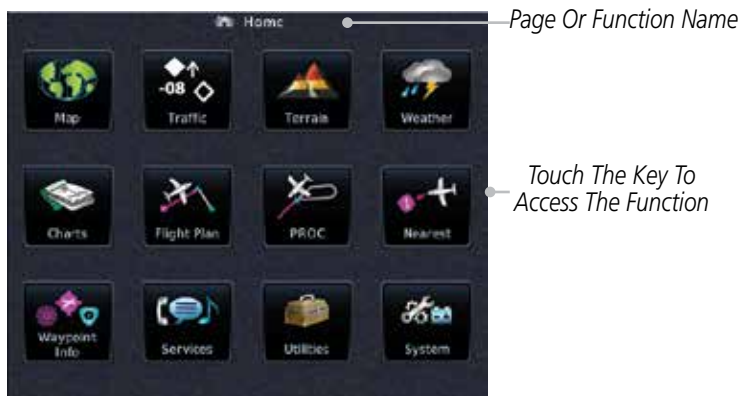 Home
Page Or Function Name
Map
Traffic
-08
Terrain
Weather
Touch The Key To
Access The Function
Charts
Flight Plan
PROC
Nearest
Waypoint
Info
Services
Utilities
System